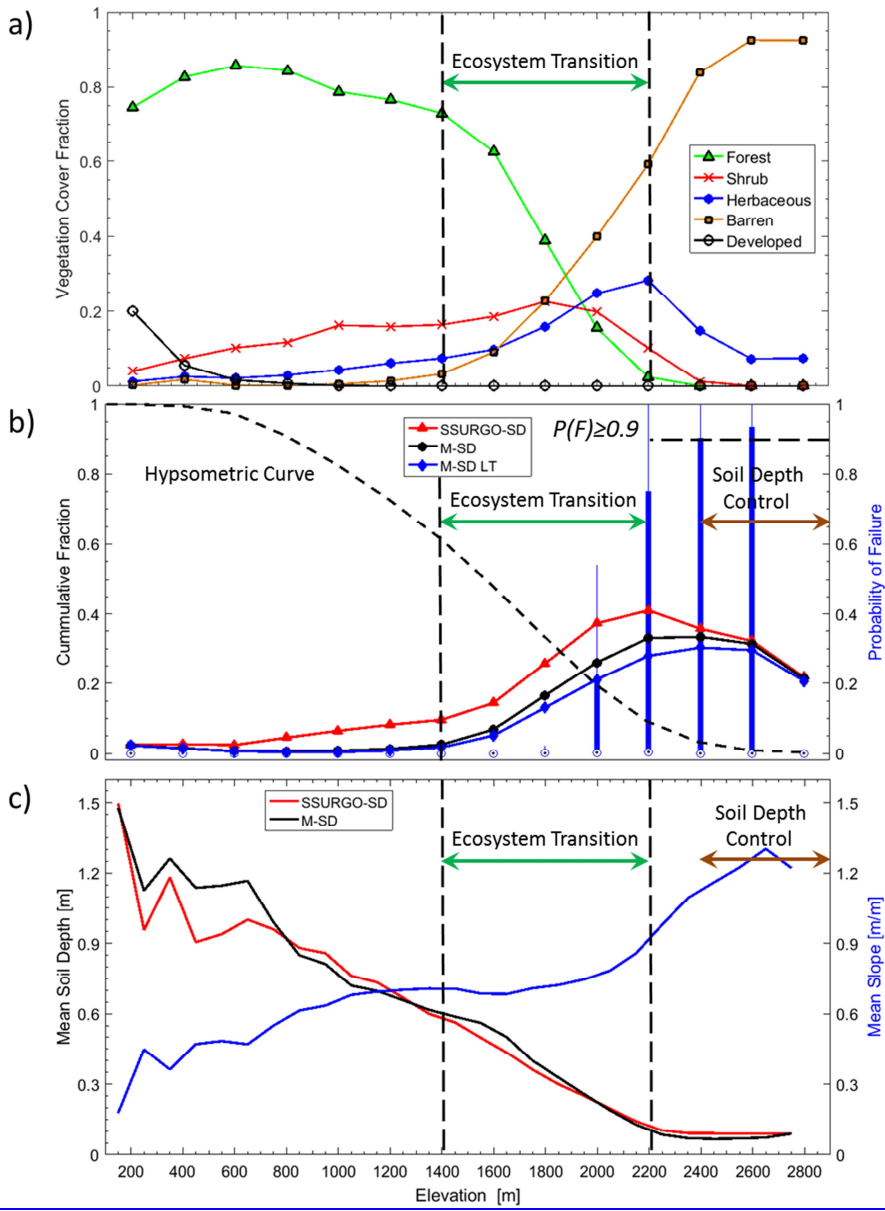 a)
1
0.8
0.6
0.4
0.2
0
Vegetation Cover Fraction
Ecosystem Transition
Forest
Shrub
Herbaceous
Barren
Developed
b)
1
0.8
0.6
0.4
0.2
0
Cummulative Fraction
Hypsometric Curve
SSURGO-SD
M-SD
M-SD LT
P(F)≥0.9
Ecosystem Transition
Soil Depth
Control
1
0.8
0.6
0.4
0.2
0
Probability of Failure
c)
1.5
1.2
0.9
0.6
0.3
0
Mean Soil Depth [m]
SSURGO-SD
M-SD
Ecosystem Transition
Soil Depth
Control
1.5
1.2
0.9
0.6
0.3
0
Mean Slope [m/m]
200 400 600 800 1000 1200 1400 1600 1800 2000 2200 2400 2600 2800
Elevation [m]